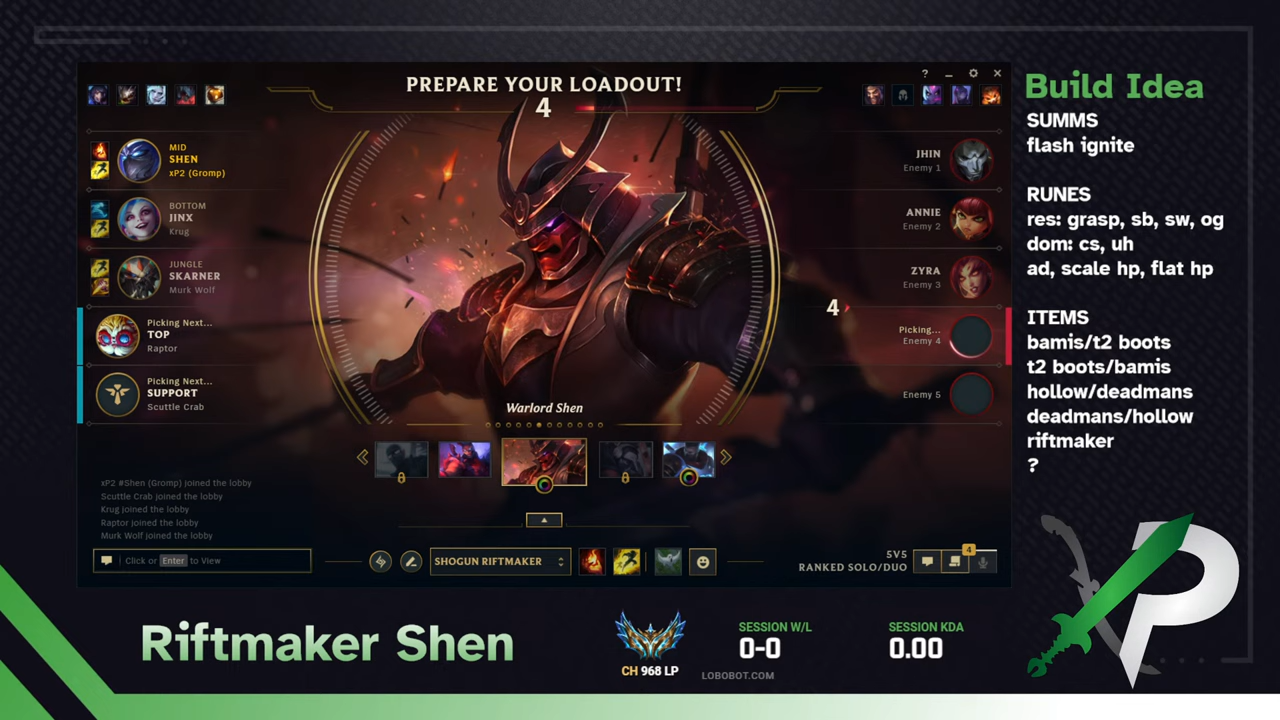 PREPARE YOUR LOADOUT!
4
MID
SHEN
xP2 (Gromp)
BOTTOM
JINX
Krug
JUNGLE
SKARNER
Murk Wolf
Picking Next...
TOP
Raptor
Picking Next...
SUPPORT
Scuttle Crab
JHIN
Enemy 1
ANNIE
Enemy 2
ZYRA
Enemy 3
4
Picking...
Enemy 4
Enemy 5
Warlord Shen
xP2 #Shen (Gromp) joined the lobby
Scuttle Crab joined the lobby
Krug joined the lobby
Raptor joined the lobby
Murk Wolf joined the lobby
Click or Enter to View
SHOGUN RIFTMAKER
5V5
RANKED SOLO/DUO
4
Build Idea
SUMMS
flash ignite
RUNES
res: grasp, sb, sw, og
dom: cs, uh
ad, scale hp, flat hp
ITEMS
bamis/t2 boots
t2 boots/bamis
hollow/deadmans
deadmans/hollow
riftmaker
?
Riftmaker Shen
CH 968 LP
SESSION W/L
0-0
LOBOBOT.COM
SESSION KDA
0.00
P